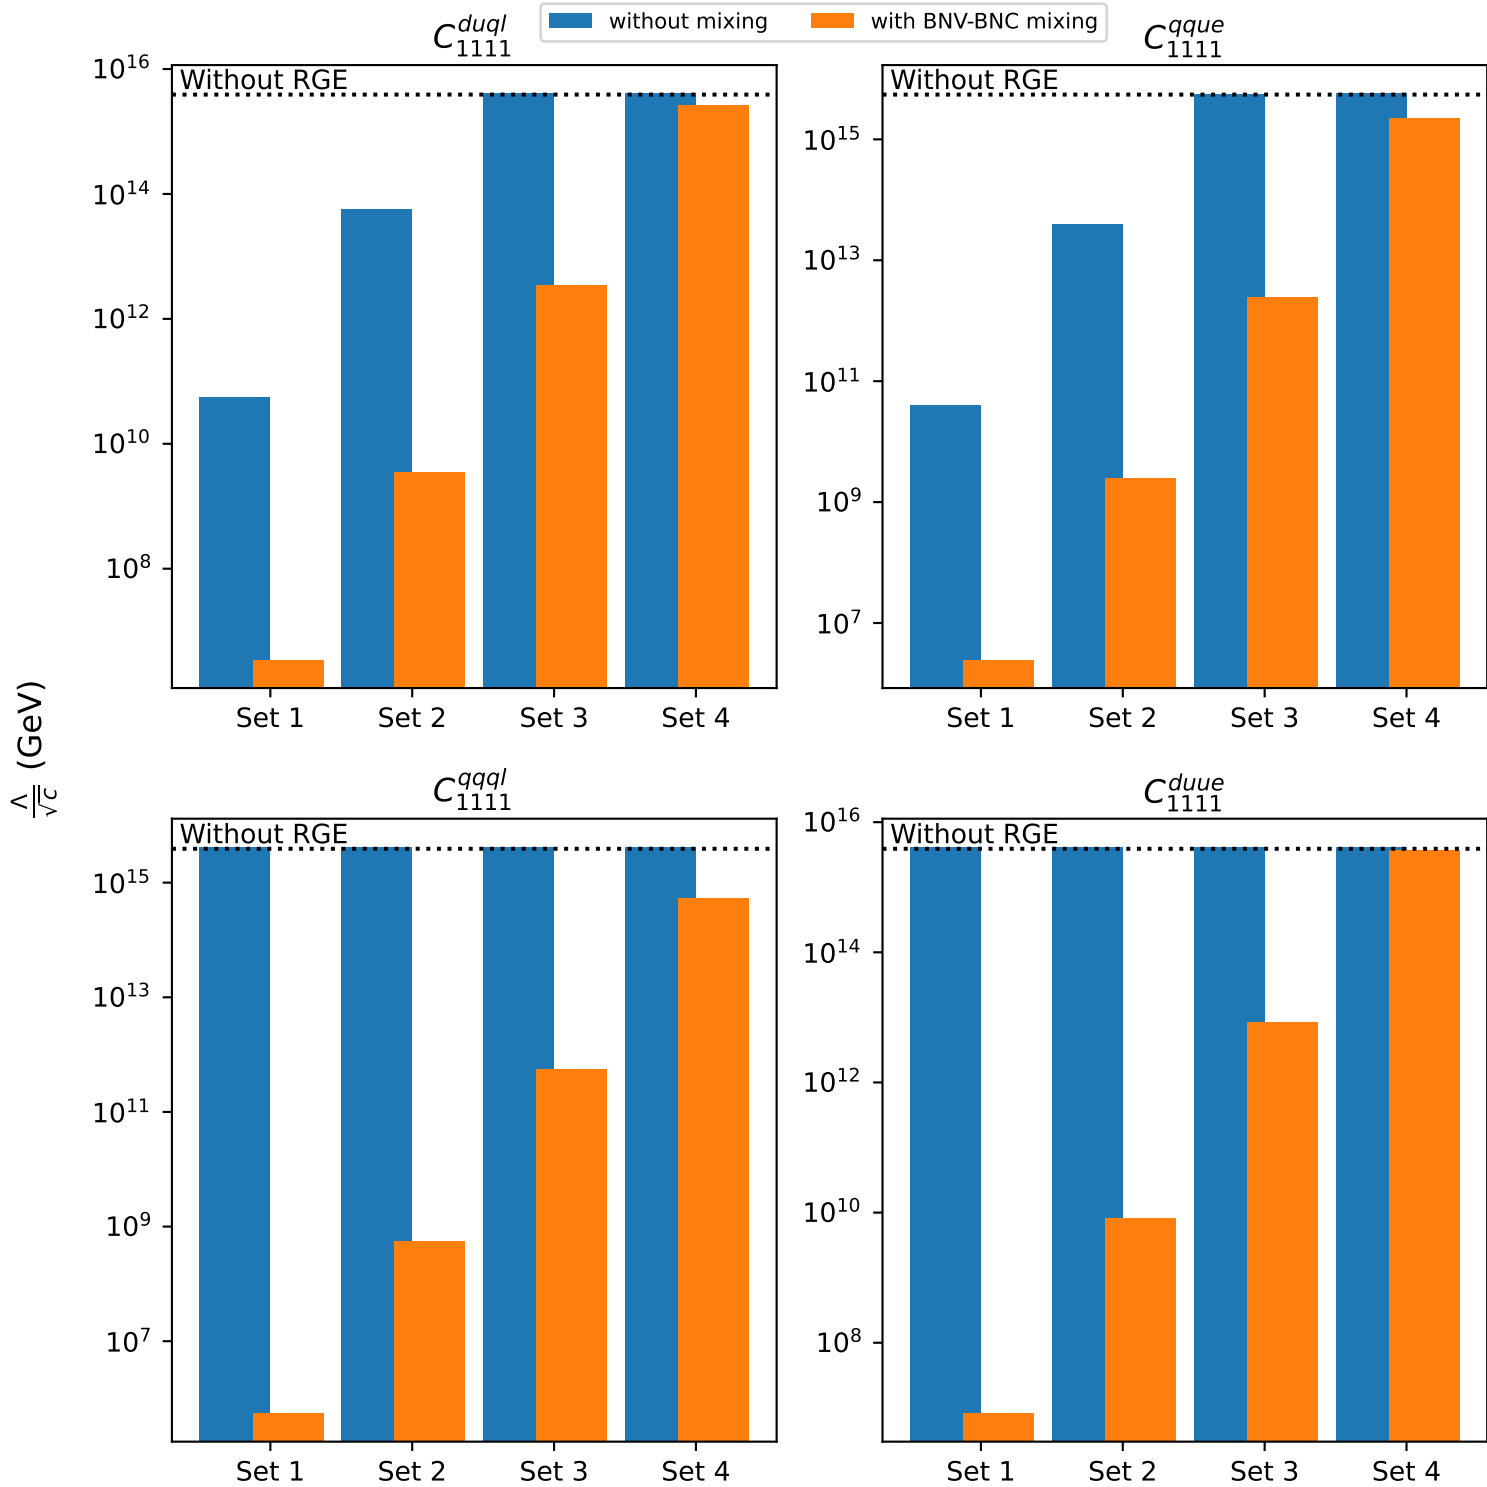 without mixing with BNV-BNC mixing
C^{duql}_{1111}
Without RGE
10^16
10^14
10^12
10^10
10^8
Set 1 Set 2 Set 3 Set 4
C^{qque}_{1111}
Without RGE
10^15
10^13
10^11
10^9
10^7
Set 1 Set 2 Set 3 Set 4
Λ/√c (GeV)
C^{qqql}_{1111}
Without RGE
10^15
10^13
10^11
10^9
10^7
Set 1 Set 2 Set 3 Set 4
C^{duue}_{1111}
10^16
Without RGE
10^14
10^12
10^10
10^8
Set 1 Set 2 Set 3 Set 4